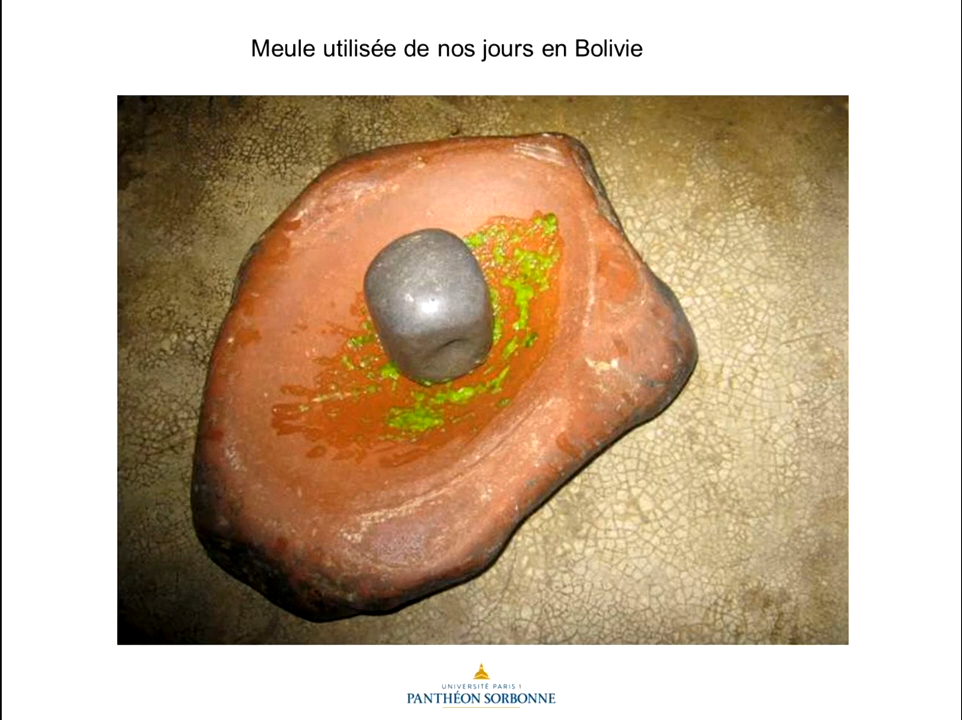 Meule utilisée de nos jours en Bolivie
UNIVERSITÉ PARIS 1
PANTHÉON SORBONNE